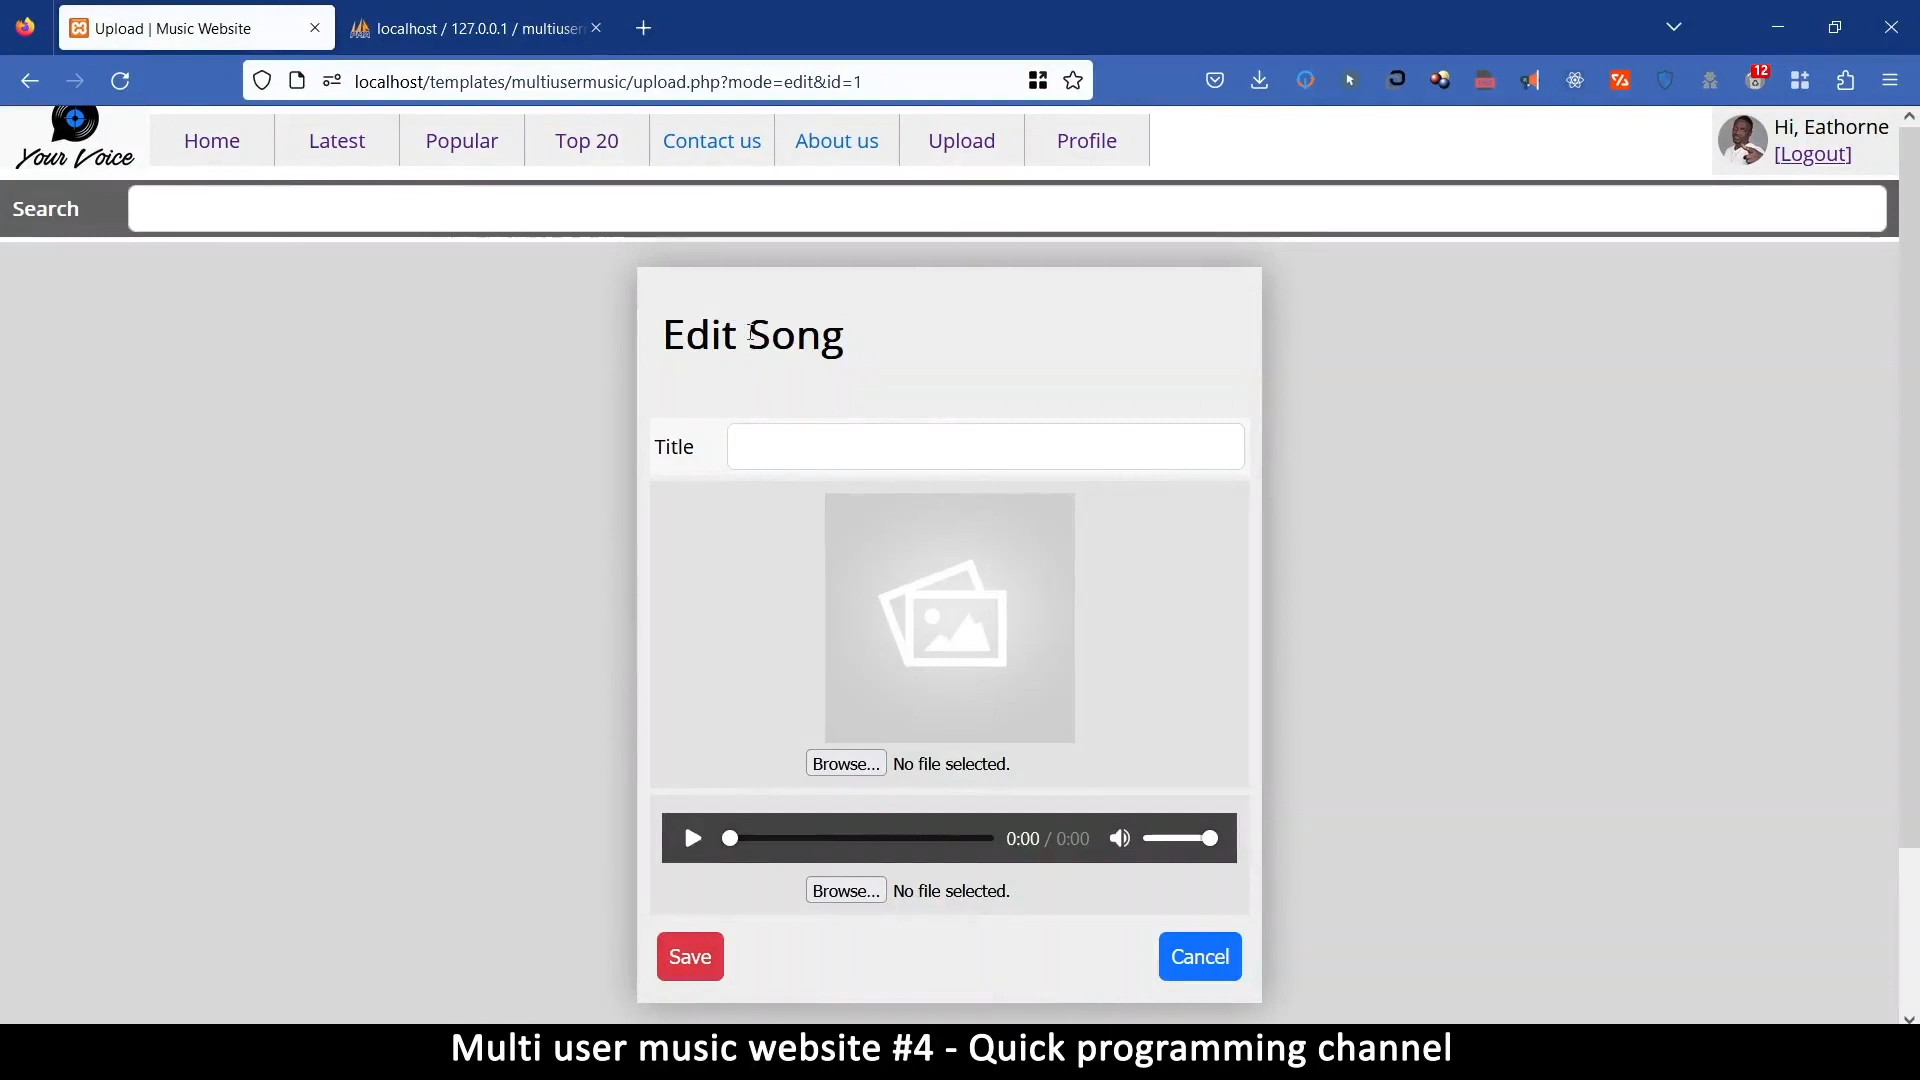 Upload | Music Website
localhost / 127.0.0.1 / multiuser
localhost/templates/multiusermusic/upload.php?mode=edit&id=1
12
Your Voice
Home
Latest
Popular
Top 20
Contact us
About us
Upload
Profile
Hi, Eathorne
[Logout]
Search
Edit Song
Title
Browse... No file selected.
0:00 / 0:00
Browse... No file selected.
Save
Cancel
Multi user music website #4 - Quick programming channel